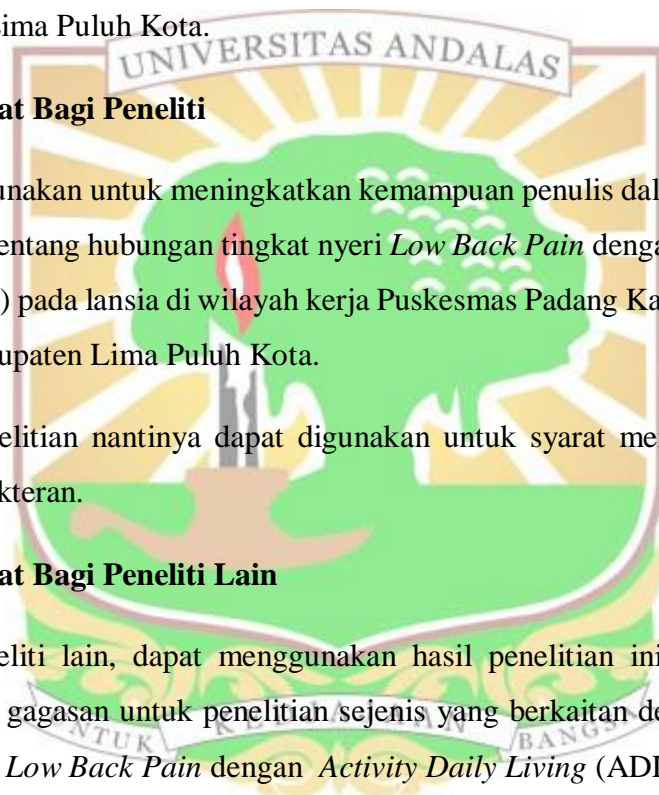 Lima Puluh Kota.
UNIVERSITAS ANDALAS
at Bagi Peneliti
unakan untuk meningkatkan kemampuan penulis dal
entang hubungan tingkat nyeri Low Back Pain denga
) pada lansia di wilayah kerja Puskesmas Padang Ka
upaten Lima Puluh Kota.
elitian nantinya dapat digunakan untuk syarat me
kteran.
at Bagi Peneliti Lain
eliti lain, dapat menggunakan hasil penelitian ini
gagasan untuk penelitian sejenis yang berkaitan de
UNTUK KEDJAJAAN BANGSA
Low Back Pain dengan Activity Daily Living (ADI